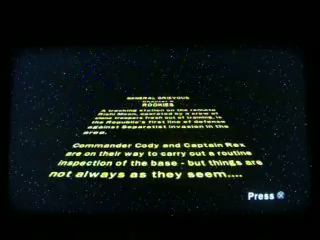 GENERAL GRIEVOUS
ROOKIES
A tracking station on the remote
Rishi Moon, operated by a crew of
clone troopers fresh out of training, is
the Republic's first line of defense
against Separatist invasion in the
area.
Commander Cody and Captain Rex
are on their way to carry out a routine
inspection of the base - but things are
not always as they seem....
Press